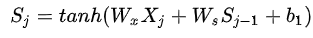 S_j = tanh(W_x X_j + W_s S_{j-1} + b_1)